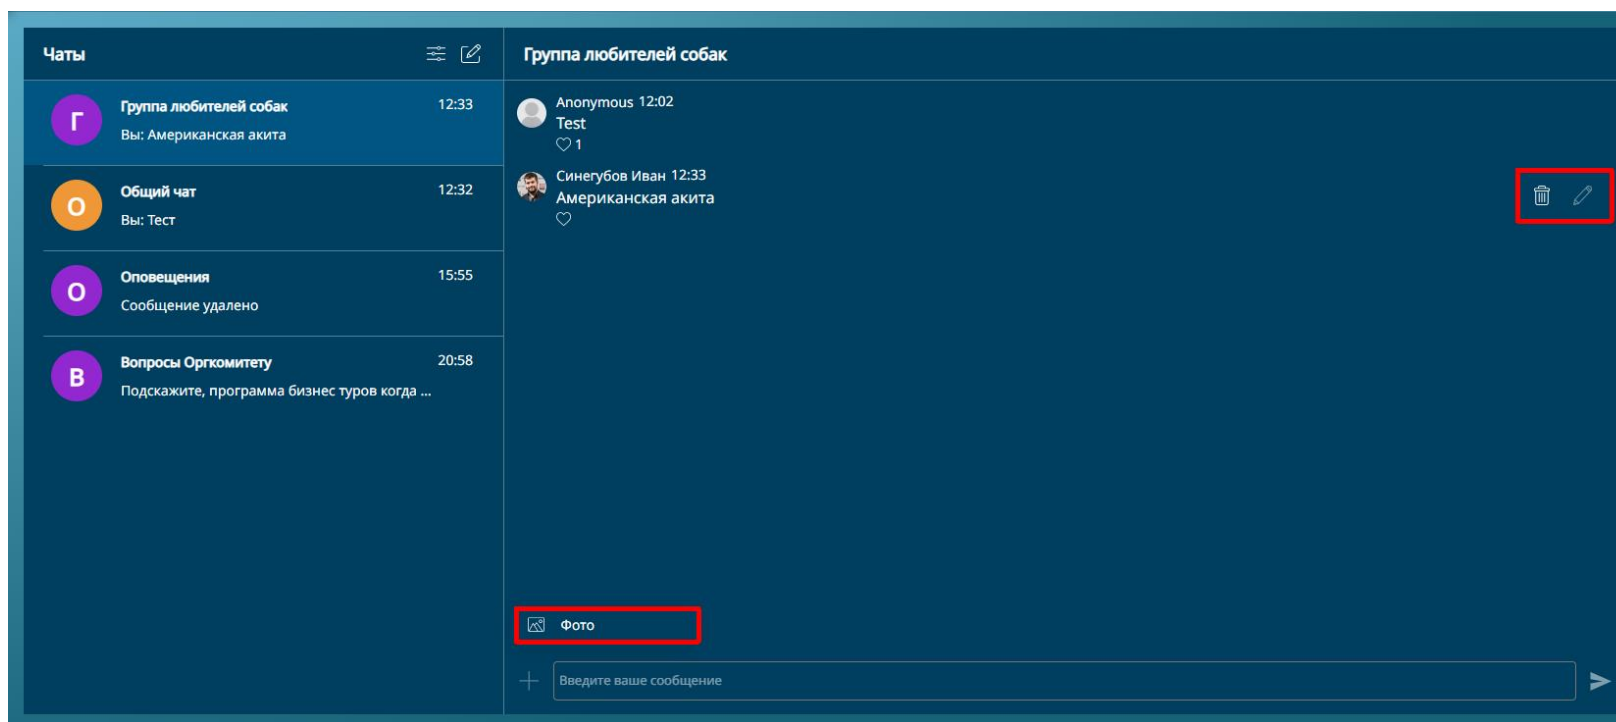 Чаты
Г
Группа любителей собак 12:33
Вы: Американская акита
О
Общий чат 12:32
Вы: Тест
О
Оповещения 15:55
Сообщение удалено
В
Вопросы Оргкомитету 20:58
Подскажите, программа бизнес туров когда ...
Группа любителей собак
Anonymous 12:02
Test
1
Синегубов Иван 12:33
Американская акита
Фото
Введите ваше сообщение